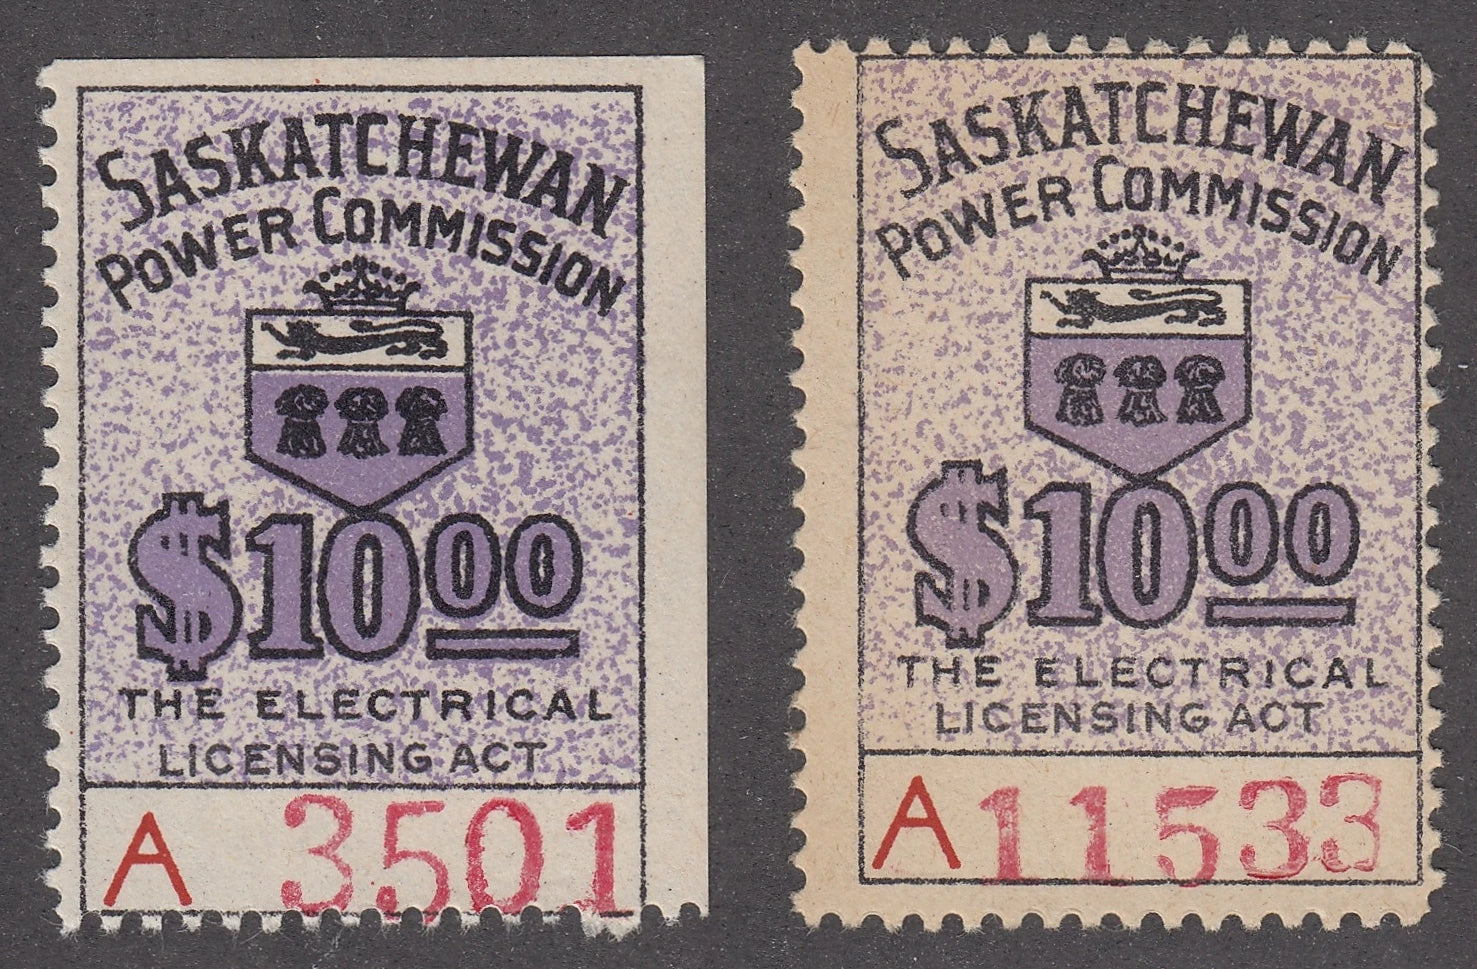 SASKATCHEWAN
POWER COMMISSION
$10.00
THE ELECTRICAL
LICENSING ACT
A 3501
SASKATCHEWAN
POWER COMMISSION
$10.00
THE ELECTRICAL
LICENSING ACT
A 11533